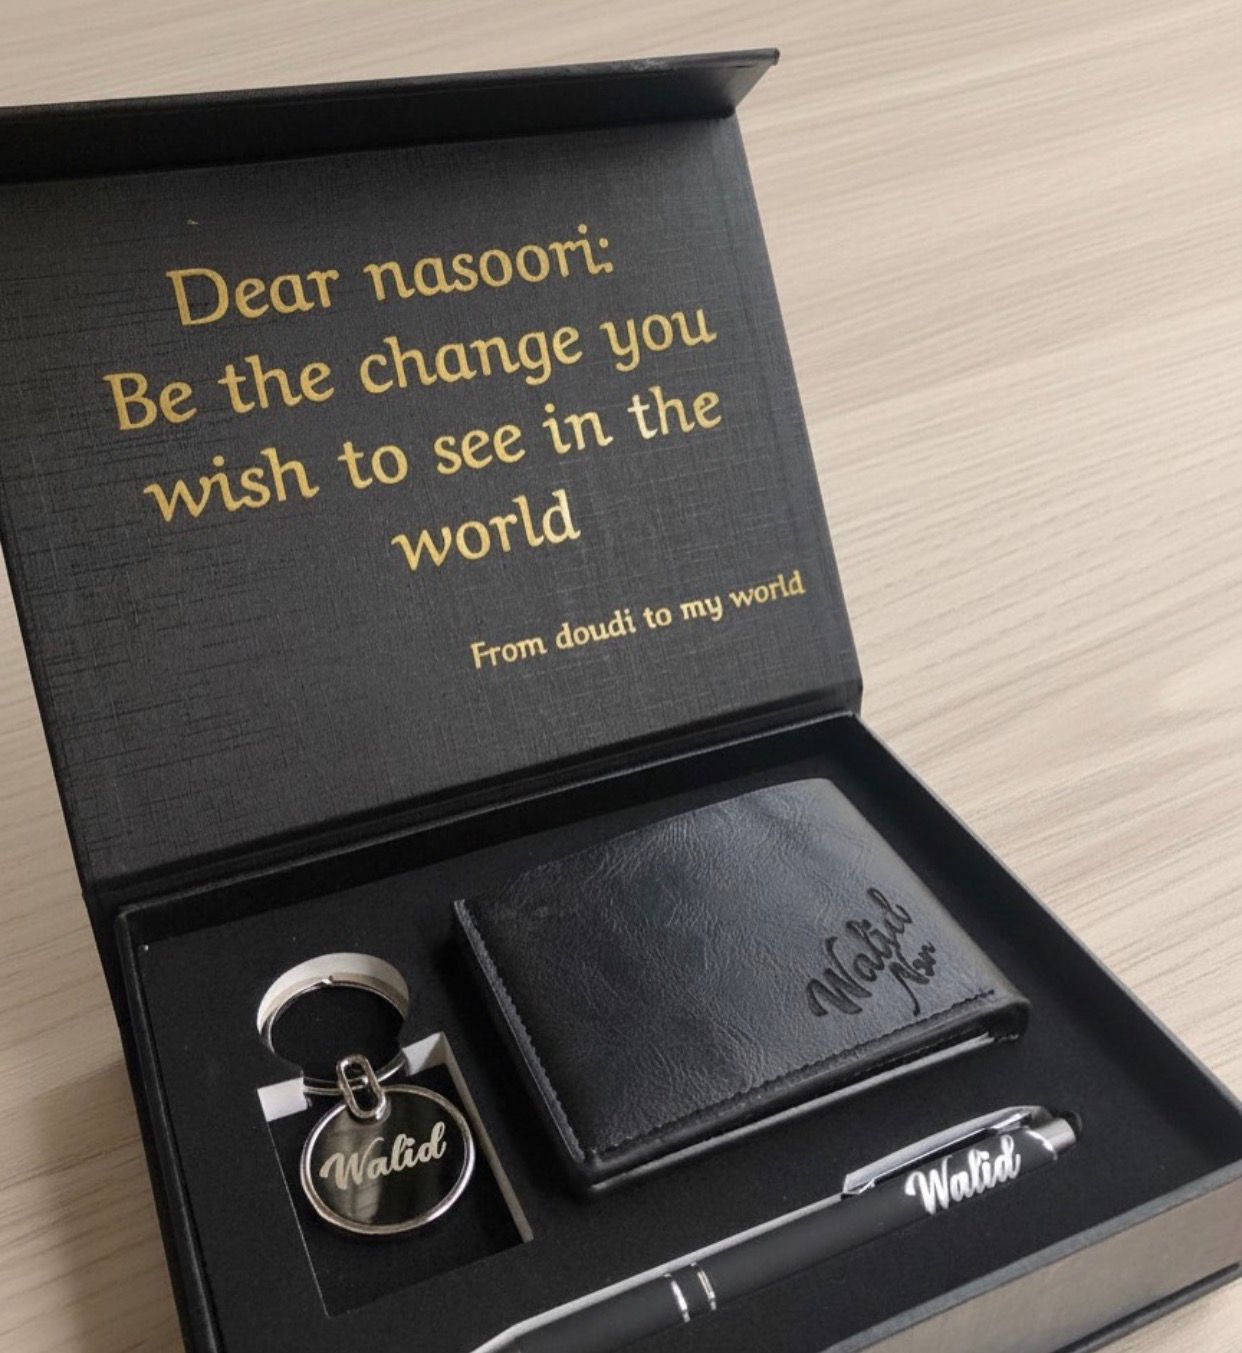 Dear nasoori:
Be the change you
wish to see in the
world
From doudi to my world
Walid
Walid
Walid